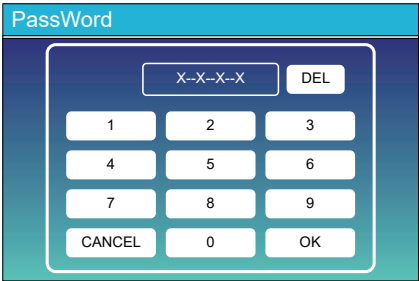 PassWord
X--X--X--X DEL
1 2 3
4 5 6
7 8 9
CANCEL 0 OK